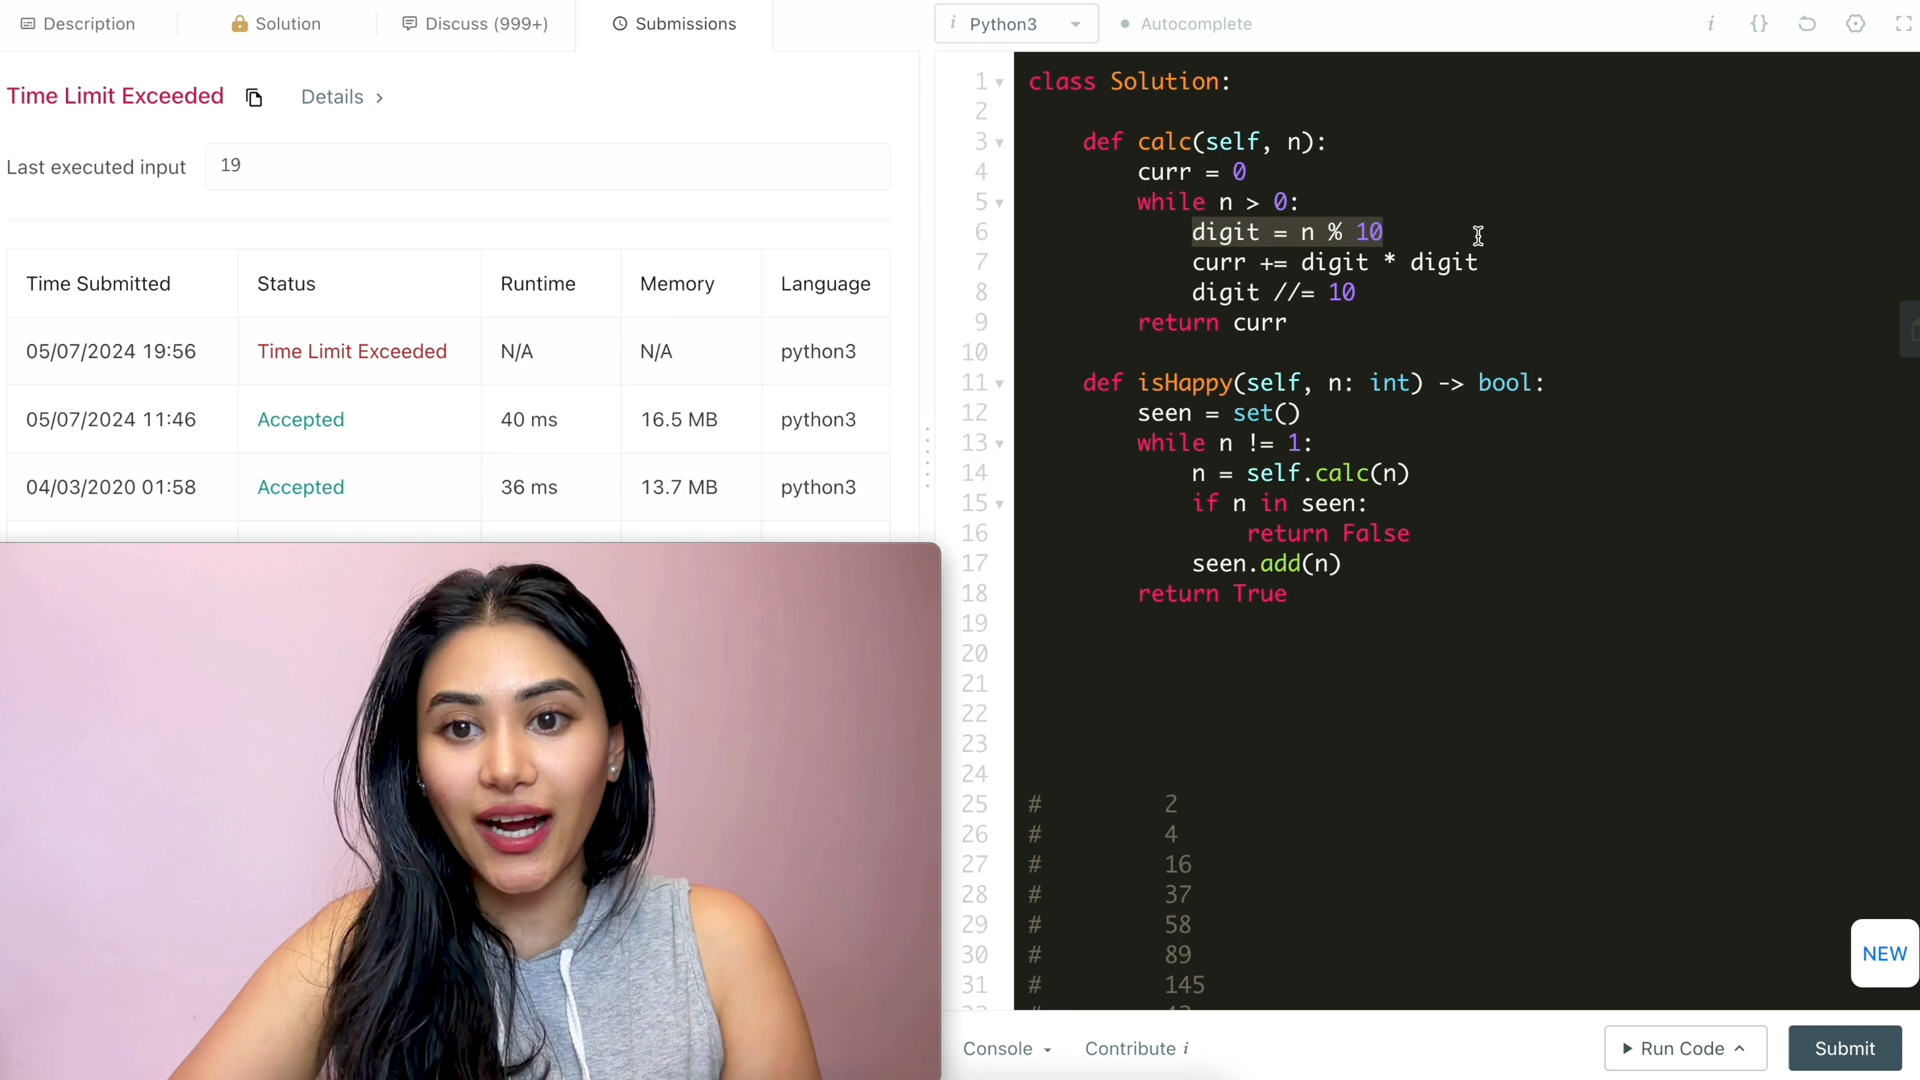 Description
Solution
Discuss (999+)
Submissions
Time Limit Exceeded
Details
Last executed input
19
Time Submitted Status Runtime Memory Language
05/07/2024 19:56 Time Limit Exceeded N/A N/A python3
05/07/2024 11:46 Accepted 40 ms 16.5 MB python3
04/03/2020 01:58 Accepted 36 ms 13.7 MB python3
i Python3
Autocomplete
i {}
1 class Solution:
2
3 def calc(self, n):
4 curr = 0
5 while n > 0:
6 digit = n % 10
7 curr += digit * digit
8 digit //= 10
9 return curr
10
11 def isHappy(self, n: int) -> bool:
12 seen = set()
13 while n != 1:
14 n = self.calc(n)
15 if n in seen:
16 return False
17 seen.add(n)
18 return True
19
20
21
22
23
24
25 # 2
26 # 4
27 # 16
28 # 37
29 # 58
30 # 89
31 # 145
NEW
Console
Contribute i
Run Code
Submit